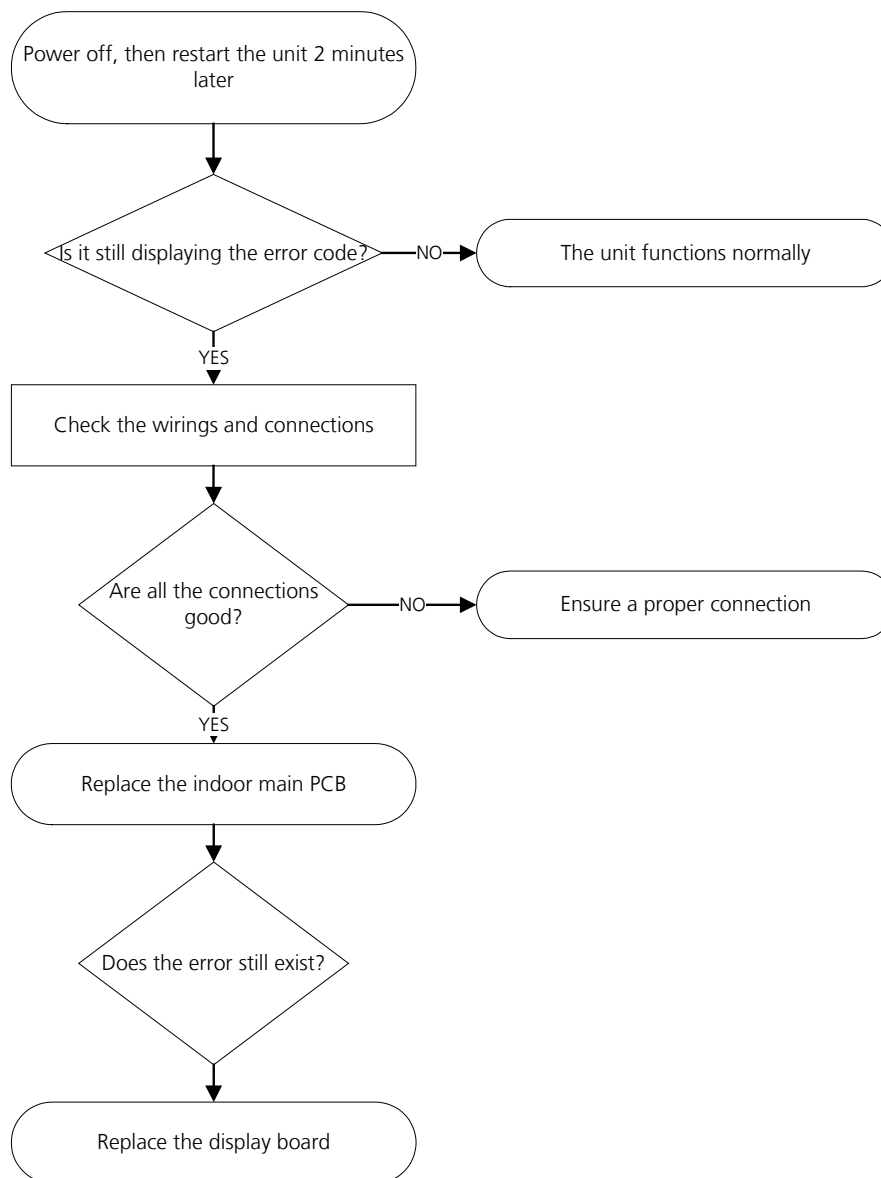 Power off, then restart the unit 2 minutes
later
Is it still displaying the error code?
NO
The unit functions normally
YES
Check the wirings and connections
Are all the connections
good?
NO
Ensure a proper connection
YES
Replace the indoor main PCB
Does the error still exist?
Replace the display board